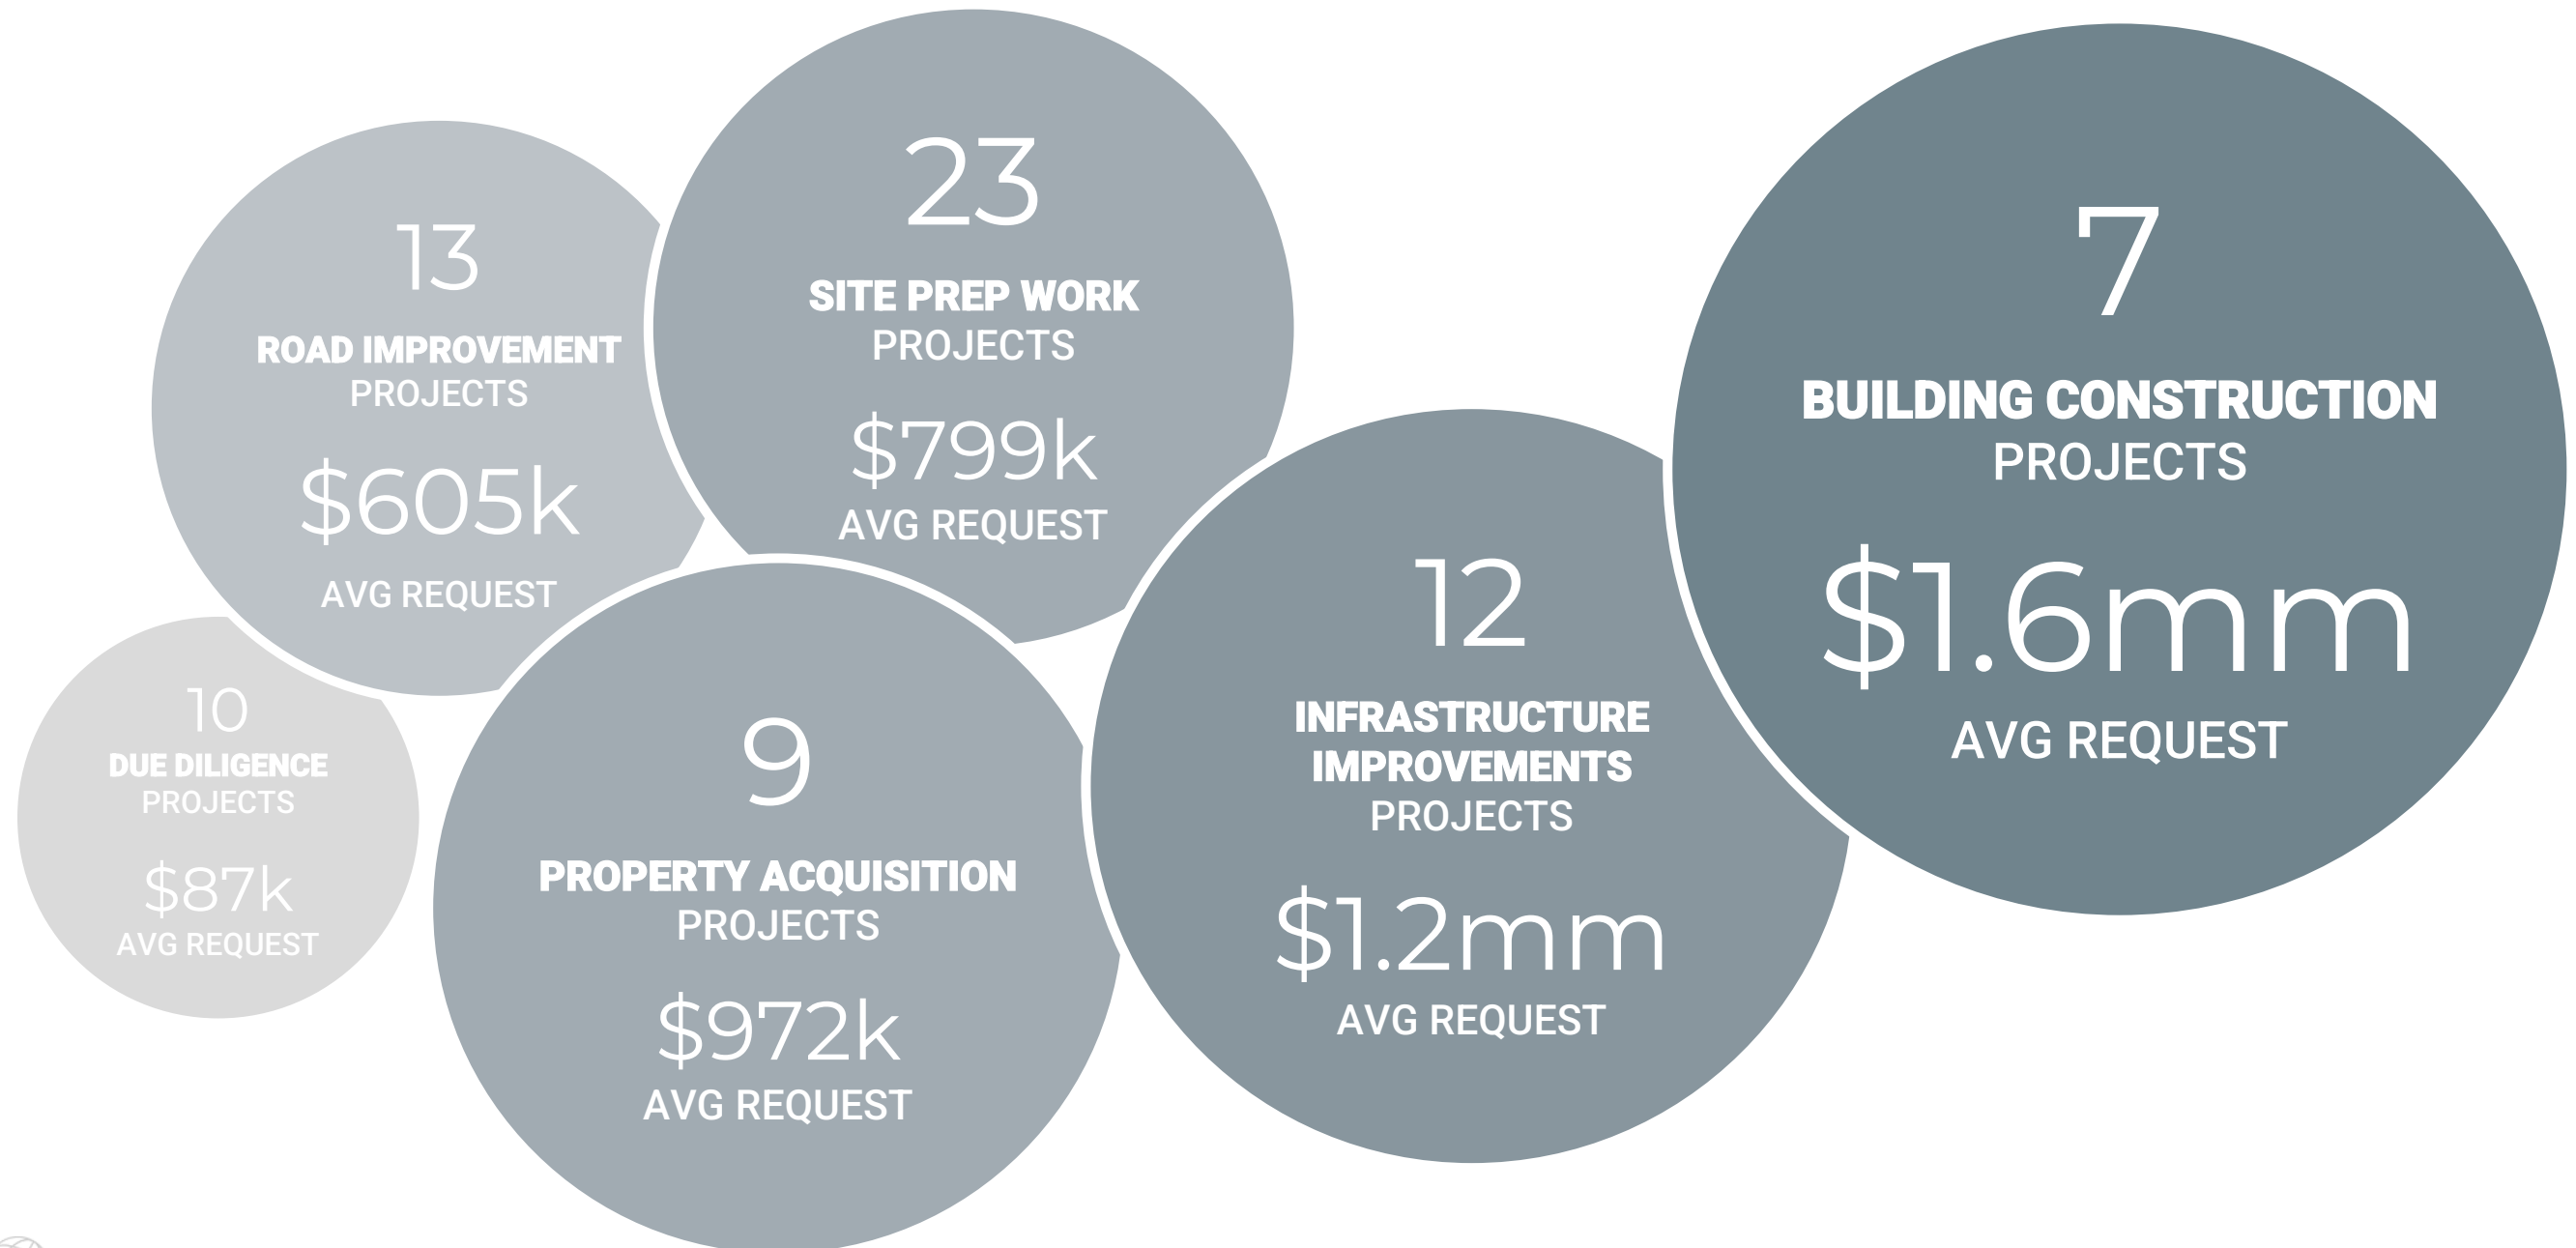 13
ROAD IMPROVEMENT
PROJECTS
$605k
AVG REQUEST
23
SITE PREP WORK
PROJECTS
$799k
AVG REQUEST
7
BUILDING CONSTRUCTION
PROJECTS
$1.6mm
AVG REQUEST
10
DUE DILIGENCE
PROJECTS
$87k
AVG REQUEST
9
PROPERTY ACQUISITION
PROJECTS
$972k
AVG REQUEST
12
INFRASTRUCTURE
IMPROVEMENTS
PROJECTS
$1.2mm
AVG REQUEST